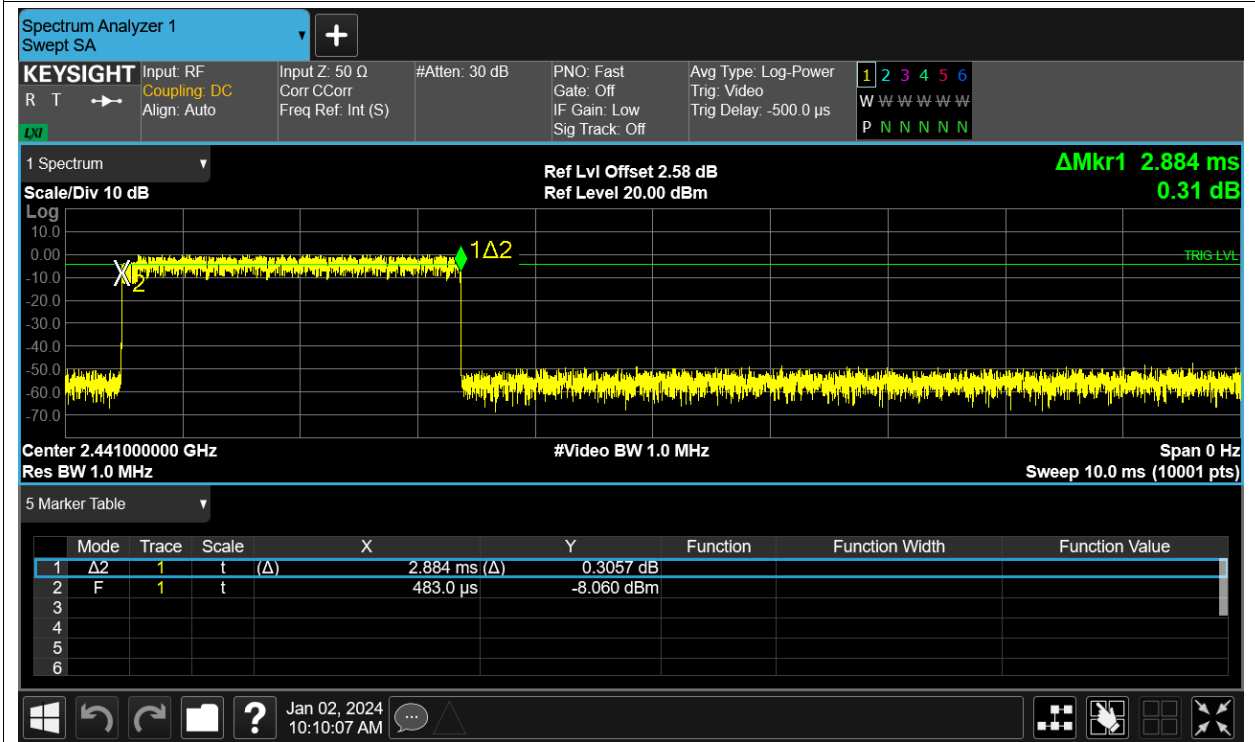 Spectrum Analyzer 1
Swept SA
+
KEYSIGHT
R T
LXI
Input: RF
Coupling: DC
Align: Auto
Input Z: 50 Ω
Corr CCorr
Freq Ref: Int (S)
#Atten: 30 dB
PNO: Fast
Gate: Off
IF Gain: Low
Sig Track: Off
Avg Type: Log-Power
Trig: Video
Trig Delay: -500.0 µs
1 2 3 4 5 6
W W W W W W
P N N N N N
1 Spectrum
Scale/Div 10 dB
Ref Lvl Offset 2.58 dB
Ref Level 20.00 dBm
ΔMkr1 2.884 ms
0.31 dB
Log
10.0
0.00
-10.0
-20.0
-30.0
-40.0
-50.0
-60.0
-70.0
1Δ2
X2
TRIG LVL
Center 2.441000000 GHz
#Video BW 1.0 MHz
Span 0 Hz
Res BW 1.0 MHz
Sweep 10.0 ms (10001 pts)
5 Marker Table
Mode Trace Scale X Y Function Function Width Function Value
1 Δ2 1 t (Δ) 2.884 ms (Δ) 0.3057 dB
2 F 1 t 483.0 µs -8.060 dBm
3
4
5
6
?
Jan 02, 2024
10:10:07 AM